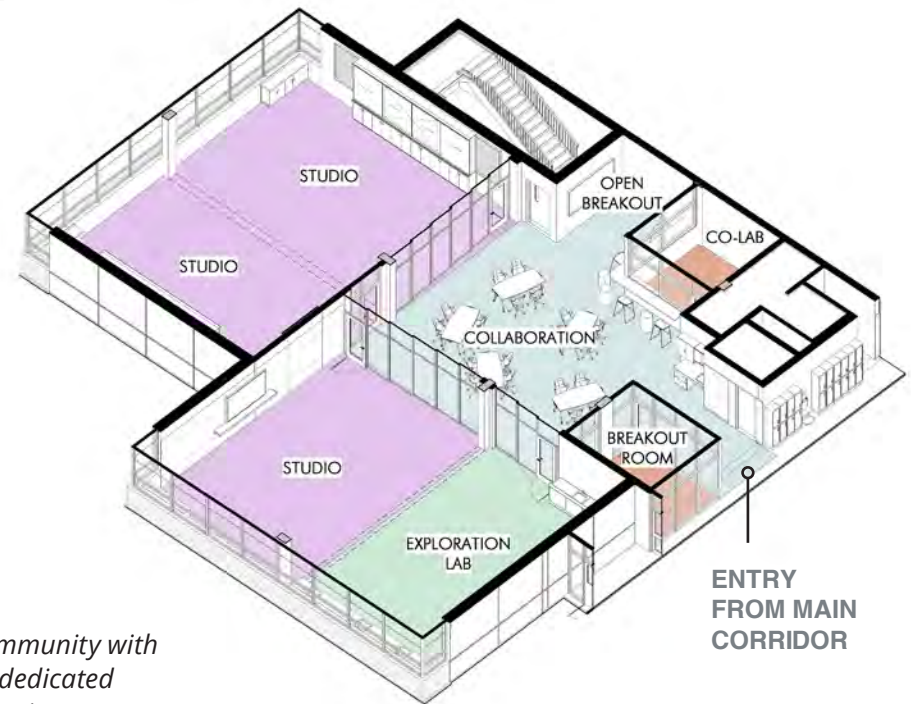 STUDIO
OPEN
BREAKOUT
CO-LAB
STUDIO
COLLABORATION
BREAKOUT
ROOM
STUDIO
EXPLORATION
LAB
ENTRY
FROM MAIN
CORRIDOR
mmunity with
dedicated